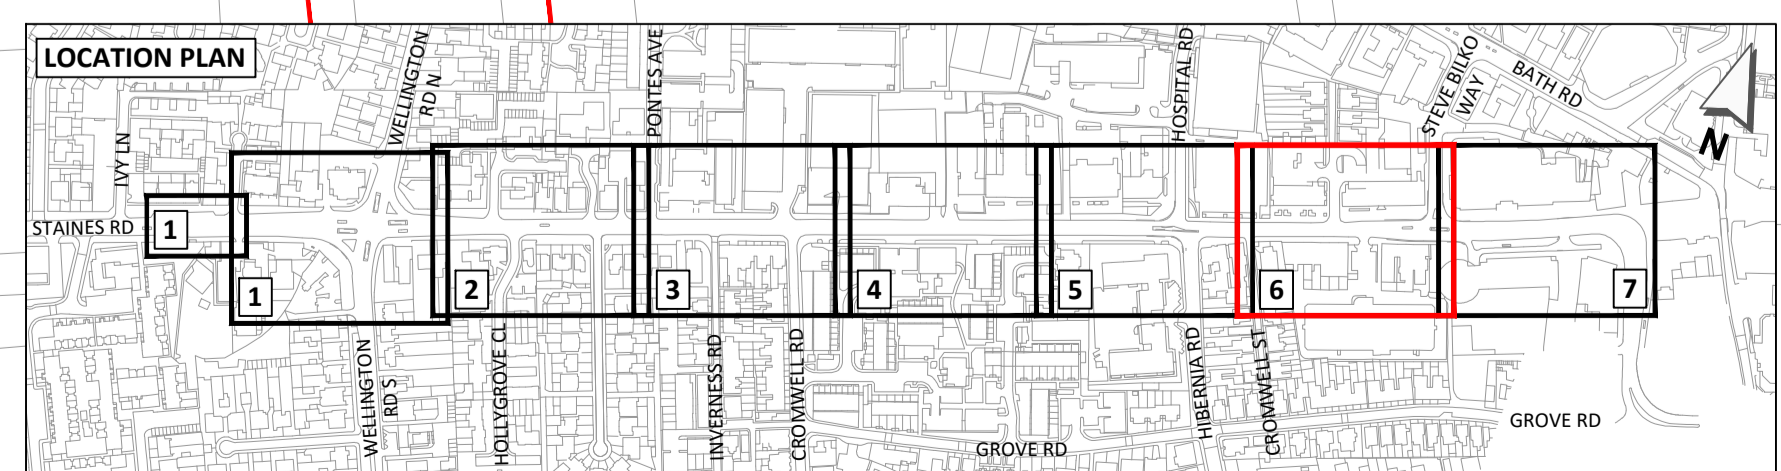 LOCATION PLAN
WELLINGTON
RD N
PONTES AVE
HOSPITAL RD
STEVE BILKO
WAY
BATH RD
N
IVY LN
STAINES RD
1
1
2
3
4
5
6
7
WELLINGTON
RD S
HOLLYGROVE CL
INVERNESS RD
CROMWELL RD
GROVE RD
HIBERNIA RD
CROMWELL ST
GROVE RD